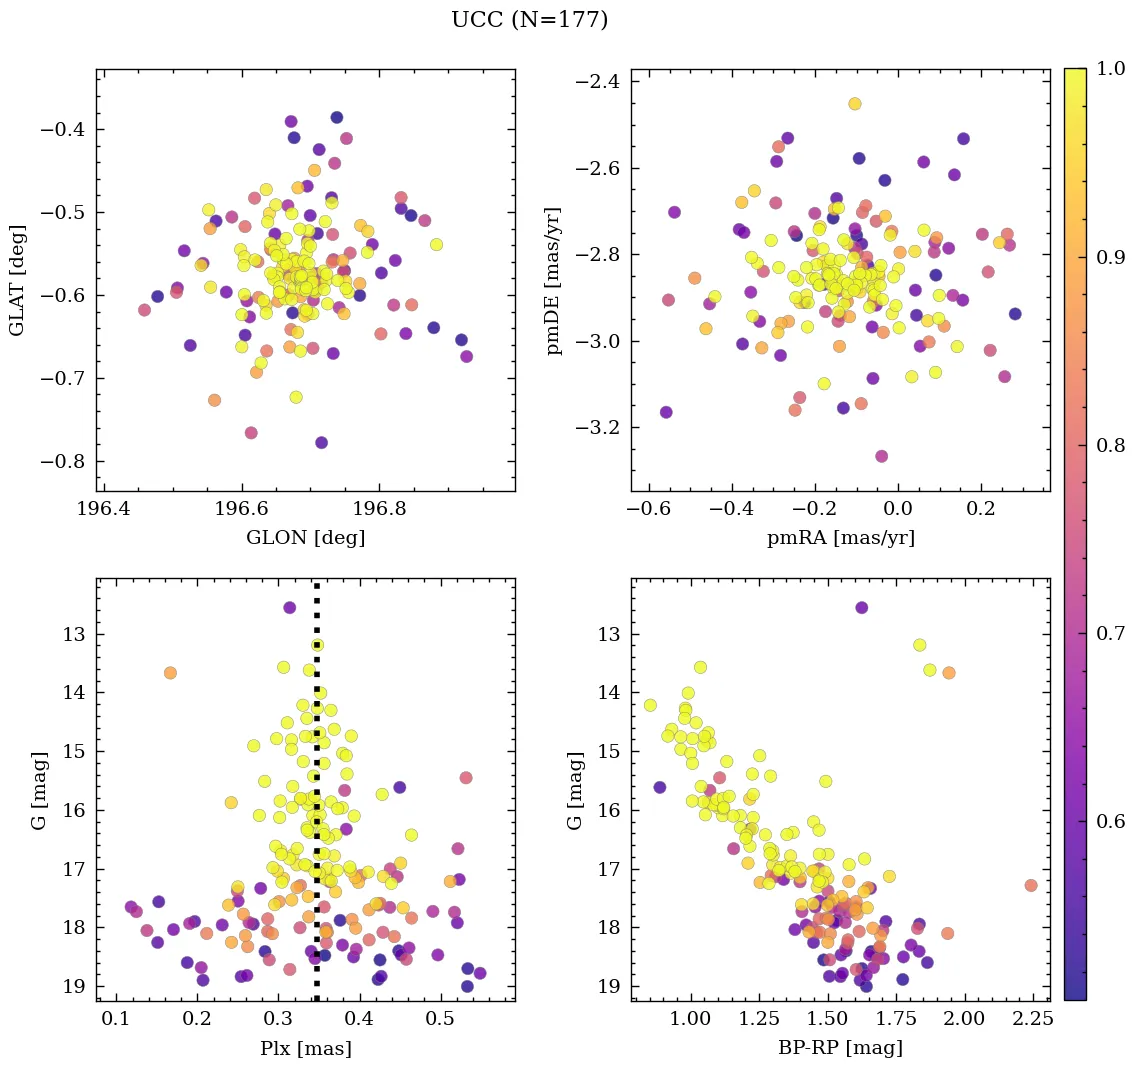 UCC (N=177)
−0.4
−0.5
−0.6
−0.7
−0.8
GLAT [deg]
196.4 196.6 196.8
GLON [deg]
−2.4
−2.6
−2.8
−3.0
−3.2
pmDE [mas/yr]
−0.6 −0.4 −0.2 0.0 0.2
pmRA [mas/yr]
13
14
15
16
17
18
19
G [mag]
0.1 0.2 0.3 0.4 0.5
Plx [mas]
13
14
15
16
17
18
19
G [mag]
1.00 1.25 1.50 1.75 2.00 2.25
BP-RP [mag]
1.0
0.9
0.8
0.7
0.6